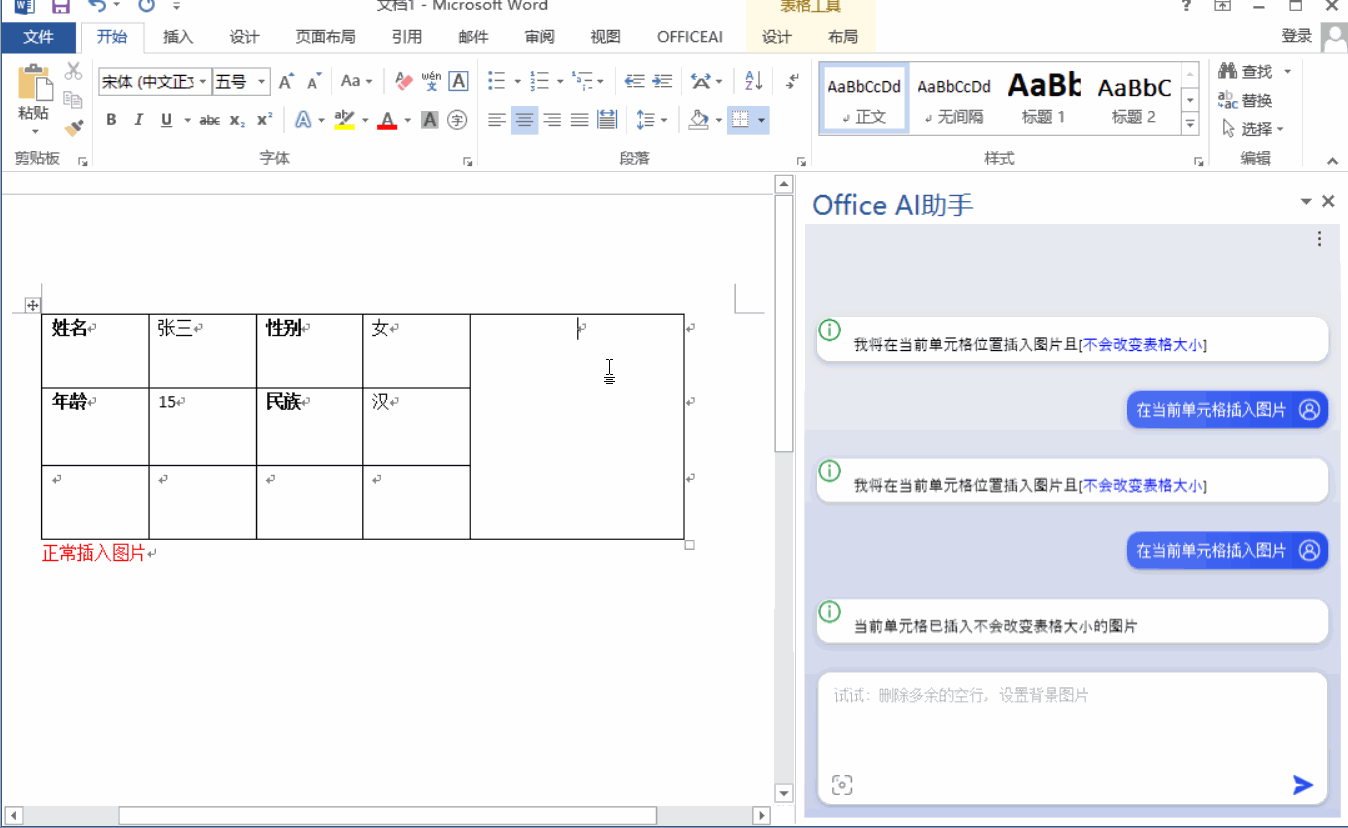 文档1 - Microsoft Word
表格工具
文件 开始 插入 设计 页面布局 引用 邮件 审阅 视图 OFFICEAI 设计 布局 登录
粘贴
宋体 (中文正文 五号 Aa wén 文 A
B I U abc x₂ x² A aby A A 字
剪贴板 字体 段落 样式 编辑
AaBbCcDd AaBbCcDd AaBb AaBbC
正文 无间隔 标题 1 标题 2
查找
替换
选择
姓名 张三 性别 女
年龄 15 民族 汉
正常插入图片
Office AI助手
我将在当前单元格位置插入图片且[不会改变表格大小]
在当前单元格插入图片
我将在当前单元格位置插入图片且[不会改变表格大小]
在当前单元格插入图片
当前单元格已插入不会改变表格大小的图片
试试：删除多余的空行，设置背景图片